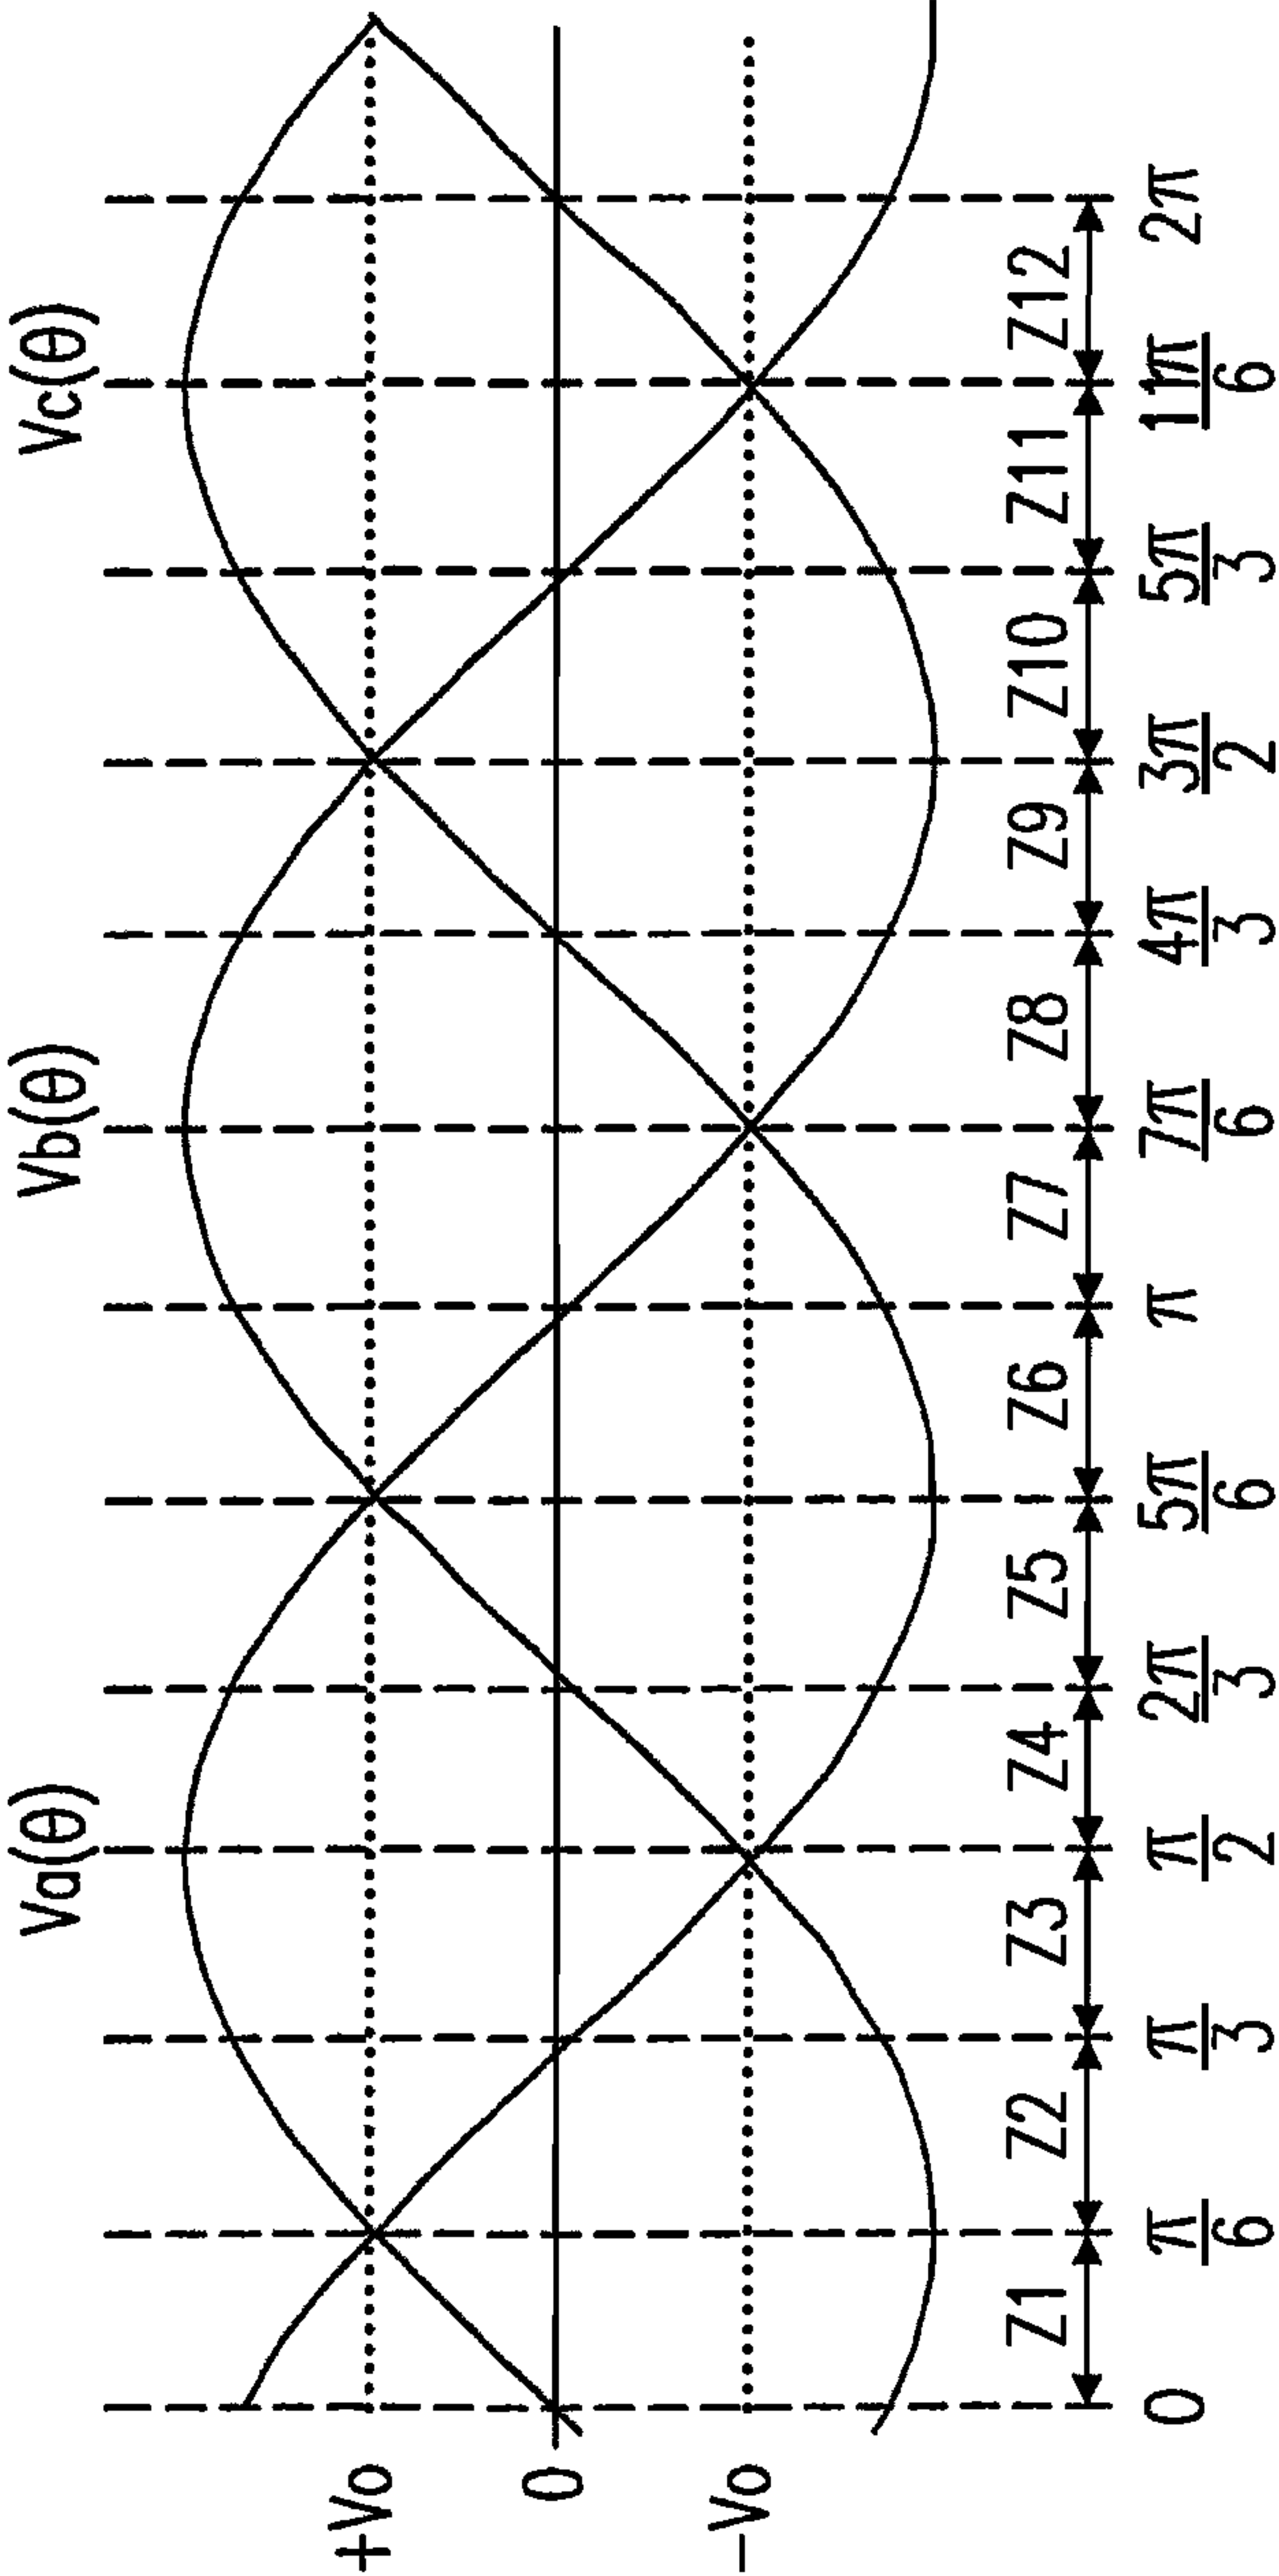 Va(θ) Vb(θ) Vc(θ)
+Vo
0
-Vo
Z1 Z2 Z3 Z4 Z5 Z6 Z7 Z8 Z9 Z10 Z11 Z12
0 π/6 π/3 π/2 2π/3 5π/6 π 7π/6 4π/3 3π/2 5π/3 11π/6 2π